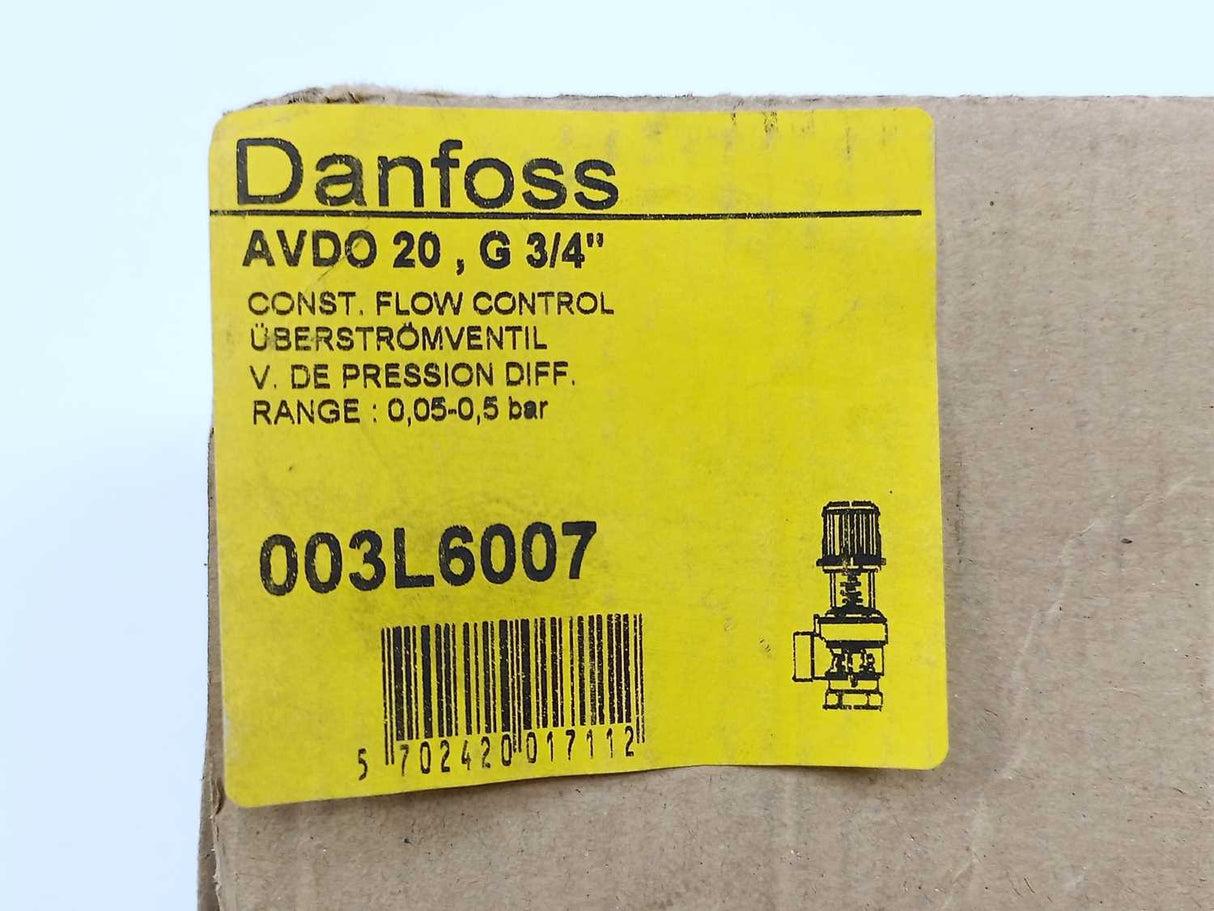 Danfoss
AVDO 20 , G 3/4"
CONST. FLOW CONTROL
ÜBERSTRÖMVENTIL
V. DE PRESSION DIFF.
RANGE : 0,05-0,5 bar
003L6007
5 702420 017112